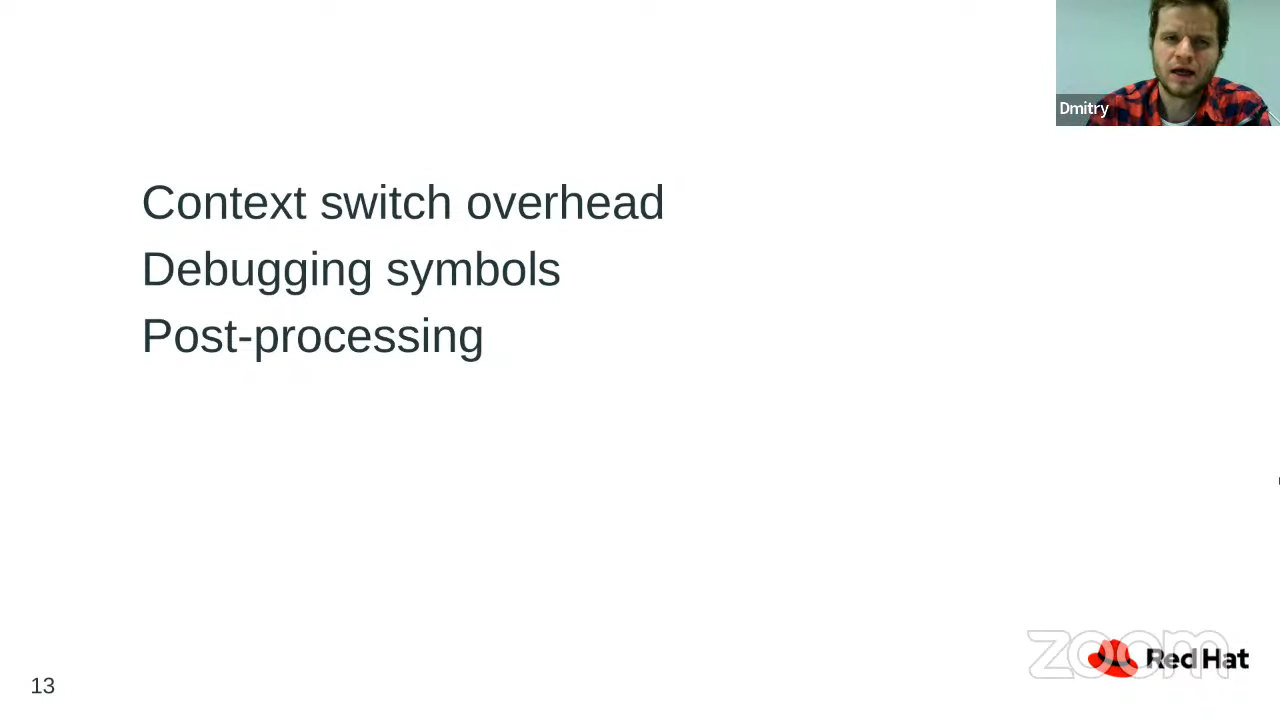 Dmitry
Context switch overhead
Debugging symbols
Post-processing
zoom
Red Hat
13